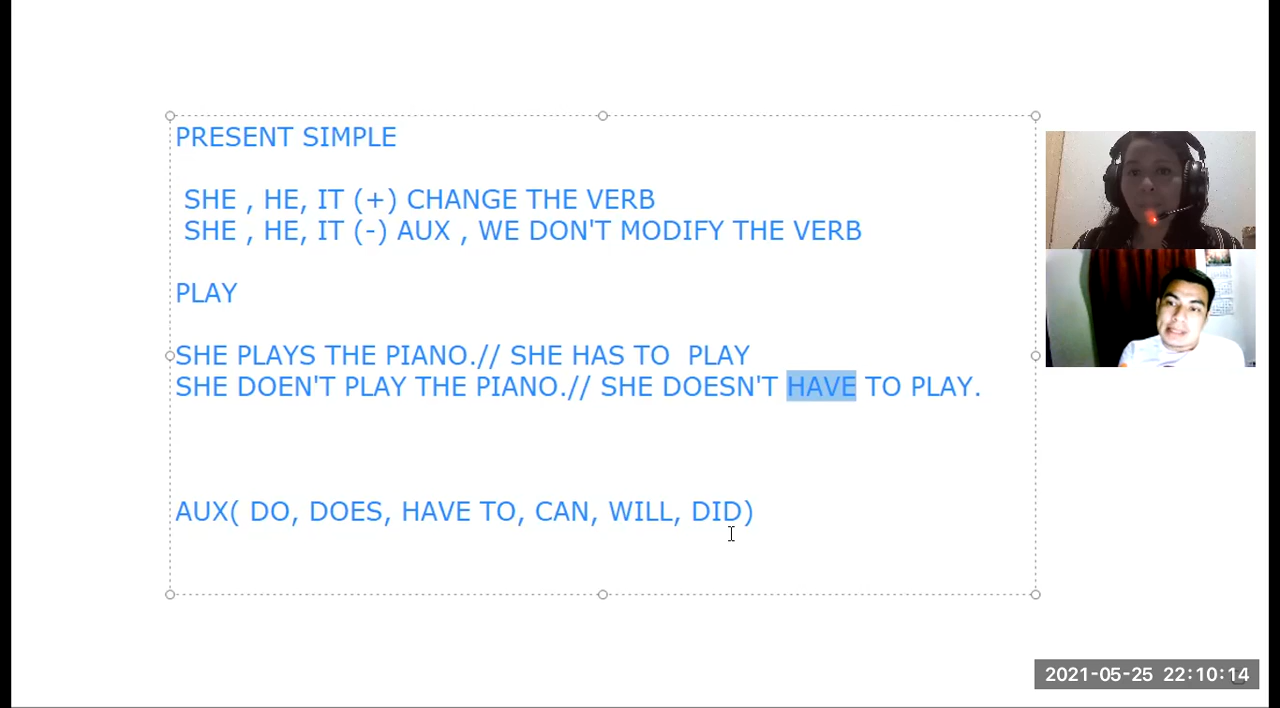 PRESENT SIMPLE
SHE , HE, IT (+) CHANGE THE VERB
SHE , HE, IT (-) AUX , WE DON'T MODIFY THE VERB
PLAY
SHE PLAYS THE PIANO.// SHE HAS TO  PLAY
SHE DOEN'T PLAY THE PIANO.// SHE DOESN'T HAVE TO PLAY.
AUX( DO, DOES, HAVE TO, CAN, WILL, DID)
2021-05-25 22:10:14